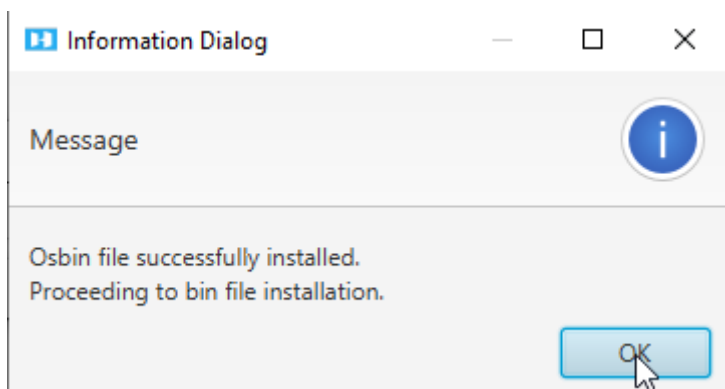 Information Dialog
Message
Osbin file successfully installed.
Proceeding to bin file installation.
OK